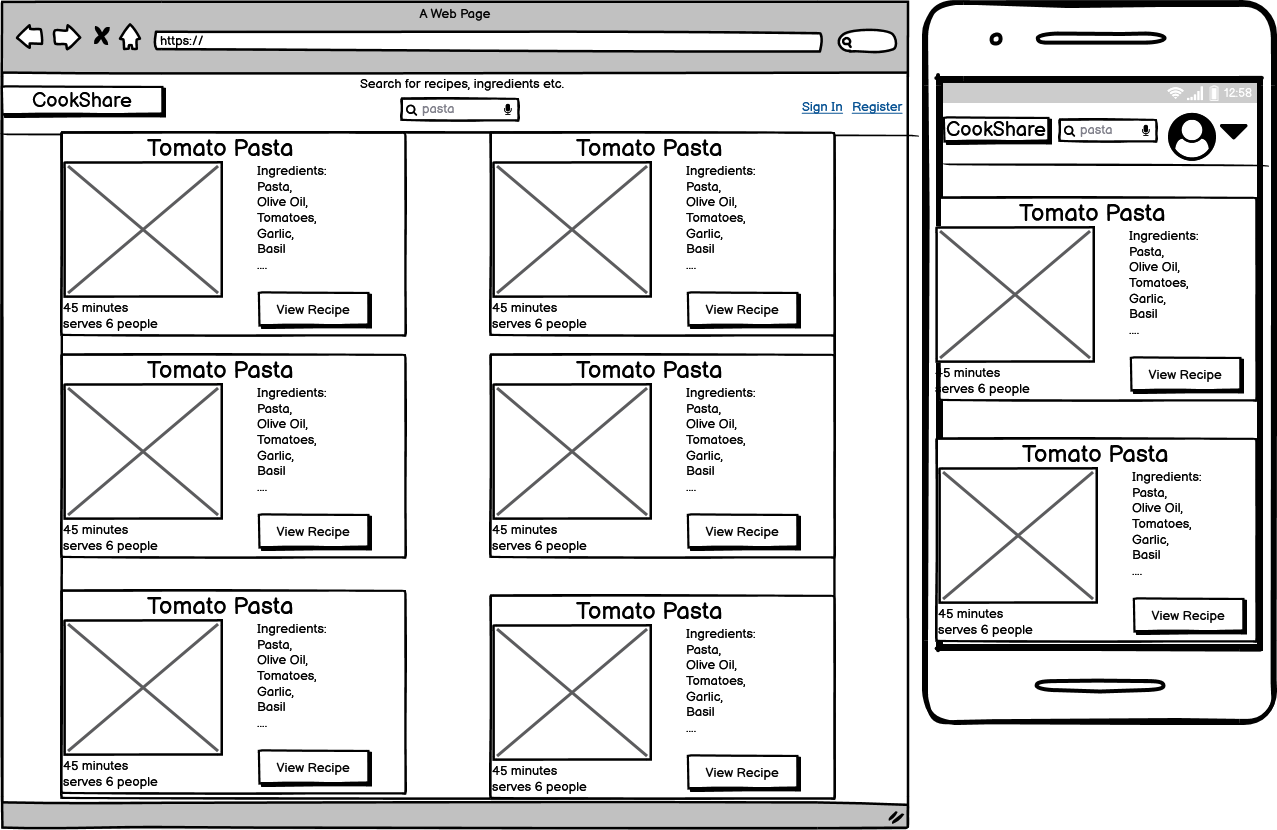 A Web Page
https://
Search for recipes, ingredients etc.
CookShare
pasta
Sign In Register
Tomato Pasta
Ingredients:
Pasta,
Olive Oil,
Tomatoes,
Garlic,
Basil
....
45 minutes
serves 6 people
View Recipe
Tomato Pasta
Ingredients:
Pasta,
Olive Oil,
Tomatoes,
Garlic,
Basil
....
45 minutes
serves 6 people
View Recipe
Tomato Pasta
Ingredients:
Pasta,
Olive Oil,
Tomatoes,
Garlic,
Basil
....
45 minutes
serves 6 people
View Recipe
Tomato Pasta
Ingredients:
Pasta,
Olive Oil,
Tomatoes,
Garlic,
Basil
....
45 minutes
serves 6 people
View Recipe
Tomato Pasta
Ingredients:
Pasta,
Olive Oil,
Tomatoes,
Garlic,
Basil
....
45 minutes
serves 6 people
View Recipe
Tomato Pasta
Ingredients:
Pasta,
Olive Oil,
Tomatoes,
Garlic,
Basil
....
45 minutes
serves 6 people
View Recipe
12:58
CookShare
pasta
Tomato Pasta
Ingredients:
Pasta,
Olive Oil,
Tomatoes,
Garlic,
Basil
....
45 minutes
serves 6 people
View Recipe
Tomato Pasta
Ingredients:
Pasta,
Olive Oil,
Tomatoes,
Garlic,
Basil
....
45 minutes
serves 6 people
View Recipe